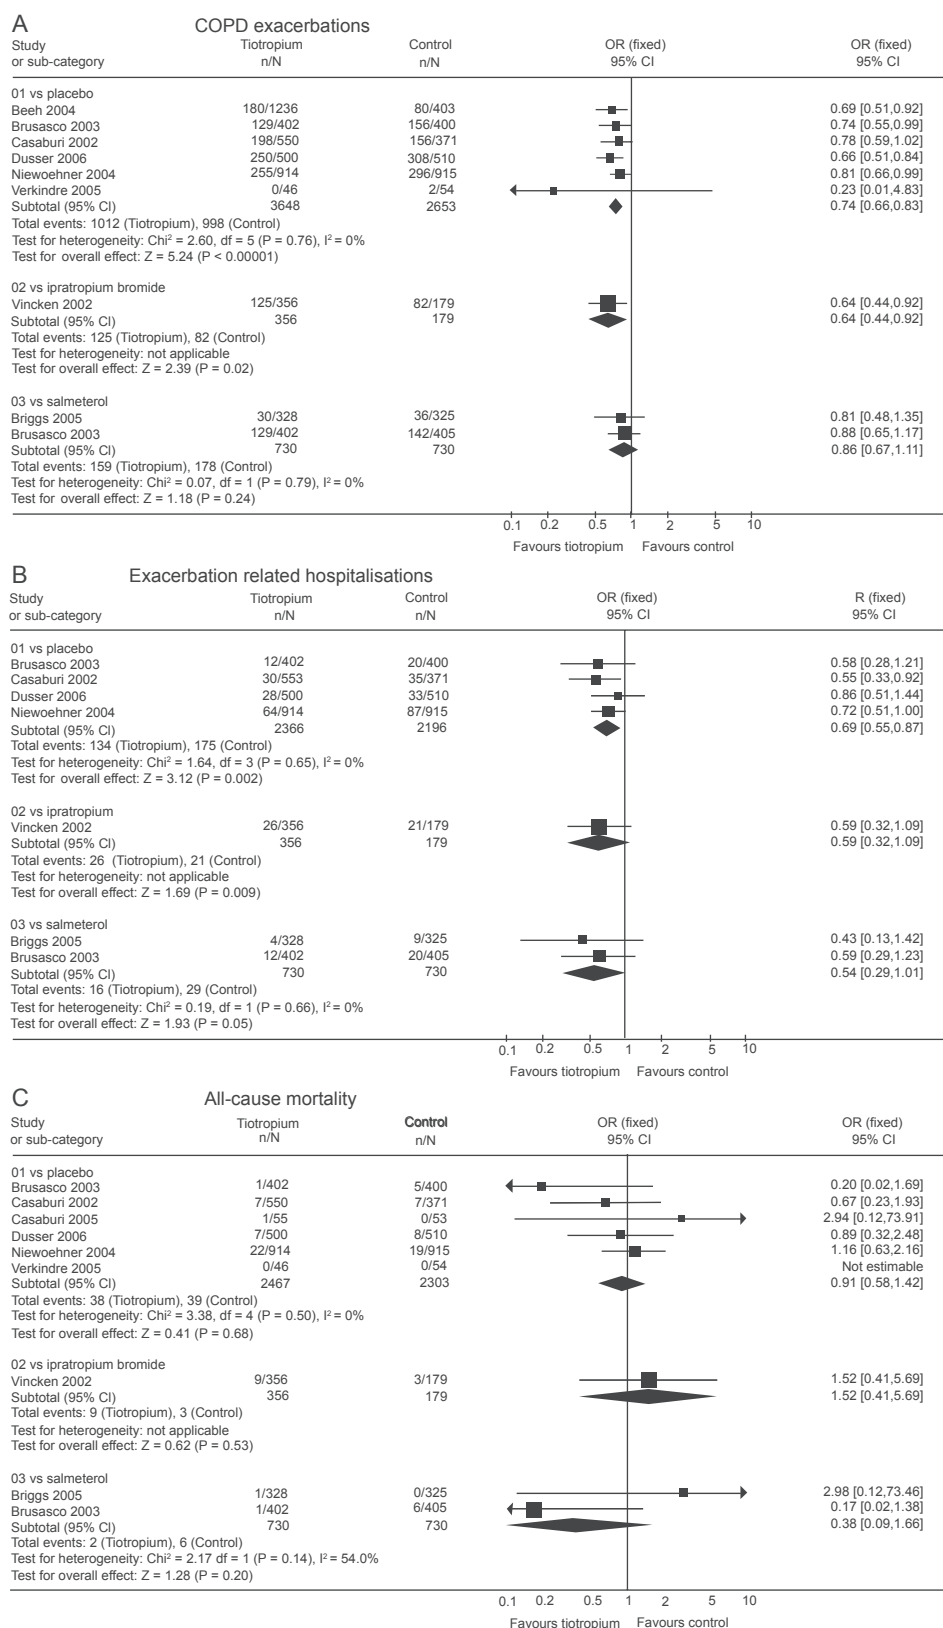 A COPD exacerbations
Study Tiotropium Control OR (fixed) OR (fixed)
or sub-category n/N n/N 95% CI 95% CI
01 vs placebo
Beeh 2004 180/1236 80/403 0.69 [0.51,0.92]
Brusasco 2003 129/402 156/400 0.74 [0.55,0.99]
Casaburi 2002 198/550 156/371 0.78 [0.59,1.02]
Dusser 2006 250/500 308/510 0.66 [0.51,0.84]
Niewoehner 2004 255/914 296/915 0.81 [0.66,0.99]
Verkindre 2005 0/46 2/54 0.23 [0.01,4.83]
Subtotal (95% CI) 3648 2653 0.74 [0.66,0.83]
Total events: 1012 (Tiotropium), 998 (Control)
Test for heterogeneity: Chi² = 2.60, df = 5 (P = 0.76), I² = 0%
Test for overall effect: Z = 5.24 (P < 0.00001)
02 vs ipratropium bromide
Vincken 2002 125/356 82/179 0.64 [0.44,0.92]
Subtotal (95% CI) 356 179 0.64 [0.44,0.92]
Total events: 125 (Tiotropium), 82 (Control)
Test for heterogeneity: not applicable
Test for overall effect: Z = 2.39 (P = 0.02)
03 vs salmeterol
Briggs 2005 30/328 36/325 0.81 [0.48,1.35]
Brusasco 2003 129/402 142/405 0.88 [0.65,1.17]
Subtotal (95% CI) 730 730 0.86 [0.67,1.11]
Total events: 159 (Tiotropium), 178 (Control)
Test for heterogeneity: Chi² = 0.07, df = 1 (P = 0.79), I² = 0%
Test for overall effect: Z = 1.18 (P = 0.24)
0.1 0.2 0.5 1 2 5 10
Favours tiotropium Favours control
B Exacerbation related hospitalisations
Study Tiotropium Control OR (fixed) R (fixed)
or sub-category n/N n/N 95% CI 95% CI
01 vs placebo
Brusasco 2003 12/402 20/400 0.58 [0.28,1.21]
Casaburi 2002 30/553 35/371 0.55 [0.33,0.92]
Dusser 2006 28/500 33/510 0.86 [0.51,1.44]
Niewoehner 2004 64/914 87/915 0.72 [0.51,1.00]
Subtotal (95% CI) 2366 2196 0.69 [0.55,0.87]
Total events: 134 (Tiotropium), 175 (Control)
Test for heterogeneity: Chi² = 1.64, df = 3 (P = 0.65), I² = 0%
Test for overall effect: Z = 3.12 (P = 0.002)
02 vs ipratropium
Vincken 2002 26/356 21/179 0.59 [0.32,1.09]
Subtotal (95% CI) 356 179 0.59 [0.32,1.09]
Total events: 26 (Tiotropium), 21 (Control)
Test for heterogeneity: not applicable
Test for overall effect: Z = 1.69 (P = 0.009)
03 vs salmeterol
Briggs 2005 4/328 9/325 0.43 [0.13,1.42]
Brusasco 2003 12/402 20/405 0.59 [0.29,1.23]
Subtotal (95% CI) 730 730 0.54 [0.29,1.01]
Total events: 16 (Tiotropium), 29 (Control)
Test for heterogeneity: Chi² = 0.19, df = 1 (P = 0.66), I² = 0%
Test for overall effect: Z = 1.93 (P = 0.05)
0.1 0.2 0.5 1 2 5 10
Favours tiotropium Favours control
C All-cause mortality
Study Tiotropium Control OR (fixed) OR (fixed)
or sub-category n/N n/N 95% CI 95% CI
01 vs placebo
Brusasco 2003 1/402 5/400 0.20 [0.02,1.69]
Casaburi 2002 7/550 7/371 0.67 [0.23,1.93]
Casaburi 2005 1/55 0/53 2.94 [0.12,73.91]
Dusser 2006 7/500 8/510 0.89 [0.32,2.48]
Niewoehner 2004 22/914 19/915 1.16 [0.63,2.16]
Verkindre 2005 0/46 0/54 Not estimable
Subtotal (95% CI) 2467 2303 0.91 [0.58,1.42]
Total events: 38 (Tiotropium), 39 (Control)
Test for heterogeneity: Chi² = 3.38, df = 4 (P = 0.50), I² = 0%
Test for overall effect: Z = 0.41 (P = 0.68)
02 vs ipratropium bromide
Vincken 2002 9/356 3/179 1.52 [0.41,5.69]
Subtotal (95% CI) 356 179 1.52 [0.41,5.69]
Total events: 9 (Tiotropium), 3 (Control)
Test for heterogeneity: not applicable
Test for overall effect: Z = 0.62 (P = 0.53)
03 vs salmeterol
Briggs 2005 1/328 0/325 2.98 [0.12,73.46]
Brusasco 2003 1/402 6/405 0.17 [0.02,1.38]
Subtotal (95% CI) 730 730 0.38 [0.09,1.66]
Total events: 2 (Tiotropium), 6 (Control)
Test for heterogeneity: Chi² = 2.17 df = 1 (P = 0.14), I² = 54.0%
Test for overall effect: Z = 1.28 (P = 0.20)
0.1 0.2 0.5 1 2 5 10
Favours tiotropium Favours control